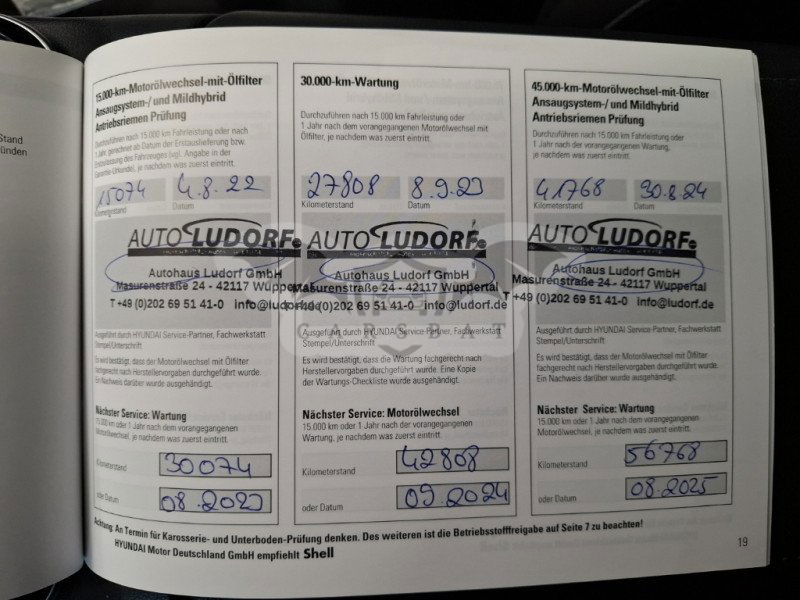 Stand
ünden
15.000-km-Motorölwechsel-mit-Ölfilter
Ansaugsystem-/ und Mildhybrid
Antriebsriemen Prüfung
Durchzuführen nach 15.000 km Fahrleistung oder nach
1 Jahr, gerechnet ab Datum der Erstauslieferung bzw.
Erstzulassung des Fahrzeuges (vgl. Angabe in der
Garantie-Urkunde), je nachdem was zuerst eintritt.
15074 4.8.22
Kilometerstand Datum
AUTO LUDORF
Autohaus Ludorf GmbH
Masurenstraße 24 - 42117 Wuppertal
T +49 (0)202 69 51 41-0 info@ludorf.de
Ausgeführt durch HYUNDAI Service-Partner, Fachwerkstatt
Stempel/Unterschrift
Es wird bestätigt, dass der Motorölwechsel mit Ölfilter
fachgerecht nach Herstellervorgaben durchgeführt wurde.
Ein Nachweis darüber wurde ausgehändigt.
Nächster Service: Wartung
15.000 km oder 1 Jahr nach dem vorangegangenen
Motorölwechsel, je nachdem was zuerst eintritt.
Kilometerstand 30074
oder Datum 08.2023
30.000-km-Wartung
Durchzuführen nach 15.000 km Fahrleistung oder
1 Jahr nach dem vorangegangenen Motorölwechsel mit
Ölfilter, je nachdem was zuerst eintritt.
27808 8.9.23
Kilometerstand Datum
AUTO LUDORF
Autohaus Ludorf GmbH
Masurenstraße 24 - 42117 Wuppertal
(0)202 69 51 41-0 info@ludorf.de
CARSBAT
Ausgeführt durch HYUNDAI Service-Partner, Fachwerkstatt
Stempel/Unterschrift
Es wird bestätigt, dass die Wartung fachgerecht nach
Herstellervorgaben durchgeführt wurde. Eine Kopie
der Wartungs-Checkliste wurde ausgehändigt.
Nächster Service: Motorölwechsel
15.000 km oder 1 Jahr nach der vorangegangenen
Wartung, je nachdem was zuerst eintritt.
Kilometerstand 42808
oder Datum 09.2024
45.000-km-Motorölwechsel-mit-Ölfilter
Ansaugsystem-/ und Mildhybrid
Antriebsriemen Prüfung
Durchzuführen nach 15.000 km Fahrleistung oder
1 Jahr nach der vorangegangenen Wartung,
je nachdem was zuerst eintritt.
41768 30.8.24
Kilometerstand Datum
AUTO LUDORF
Autohaus Ludorf GmbH
Masurenstraße 24 - 42117 Wuppertal
T +49 (0)202 69 51 41-0 info@ludorf.de
Ausgeführt durch HYUNDAI Service-Partner, Fachwerkstatt
Stempel/Unterschrift
Es wird bestätigt, dass der Motorölwechsel mit Ölfilter
fachgerecht nach Herstellervorgaben durchgeführt wurde.
Ein Nachweis darüber wurde ausgehändigt.
Nächster Service: Wartung
15.000 km oder 1 Jahr nach dem vorangegangenen
Motorölwechsel, je nachdem was zuerst eintritt.
Kilometerstand 56768
oder Datum 08.2025
Achtung: An Termin für Karosserie- und Unterboden-Prüfung denken. Des weiteren ist die Betriebsstofffreigabe auf Seite 7 zu beachten!
HYUNDAI Motor Deutschland GmbH empfiehlt Shell
19